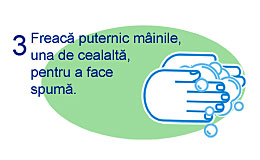 3 Freacă puternic mâinile,
una de cealaltă,
pentru a face
spumă.